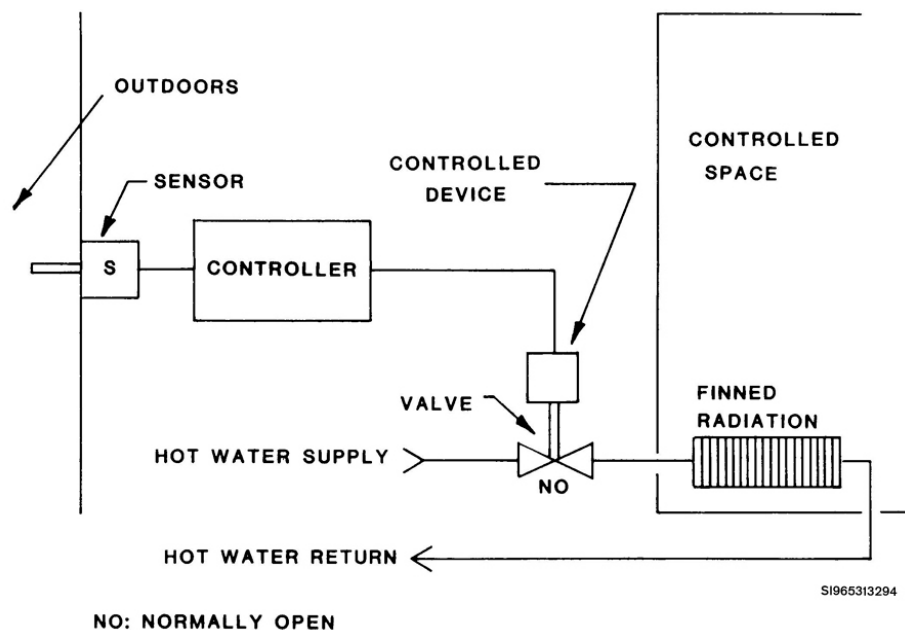 OUTDOORS
SENSOR
S
CONTROLLER
CONTROLLED
DEVICE
CONTROLLED
SPACE
VALVE
FINNED
RADIATION
HOT WATER SUPPLY
NO
HOT WATER RETURN
SI965313294
NO: NORMALLY OPEN